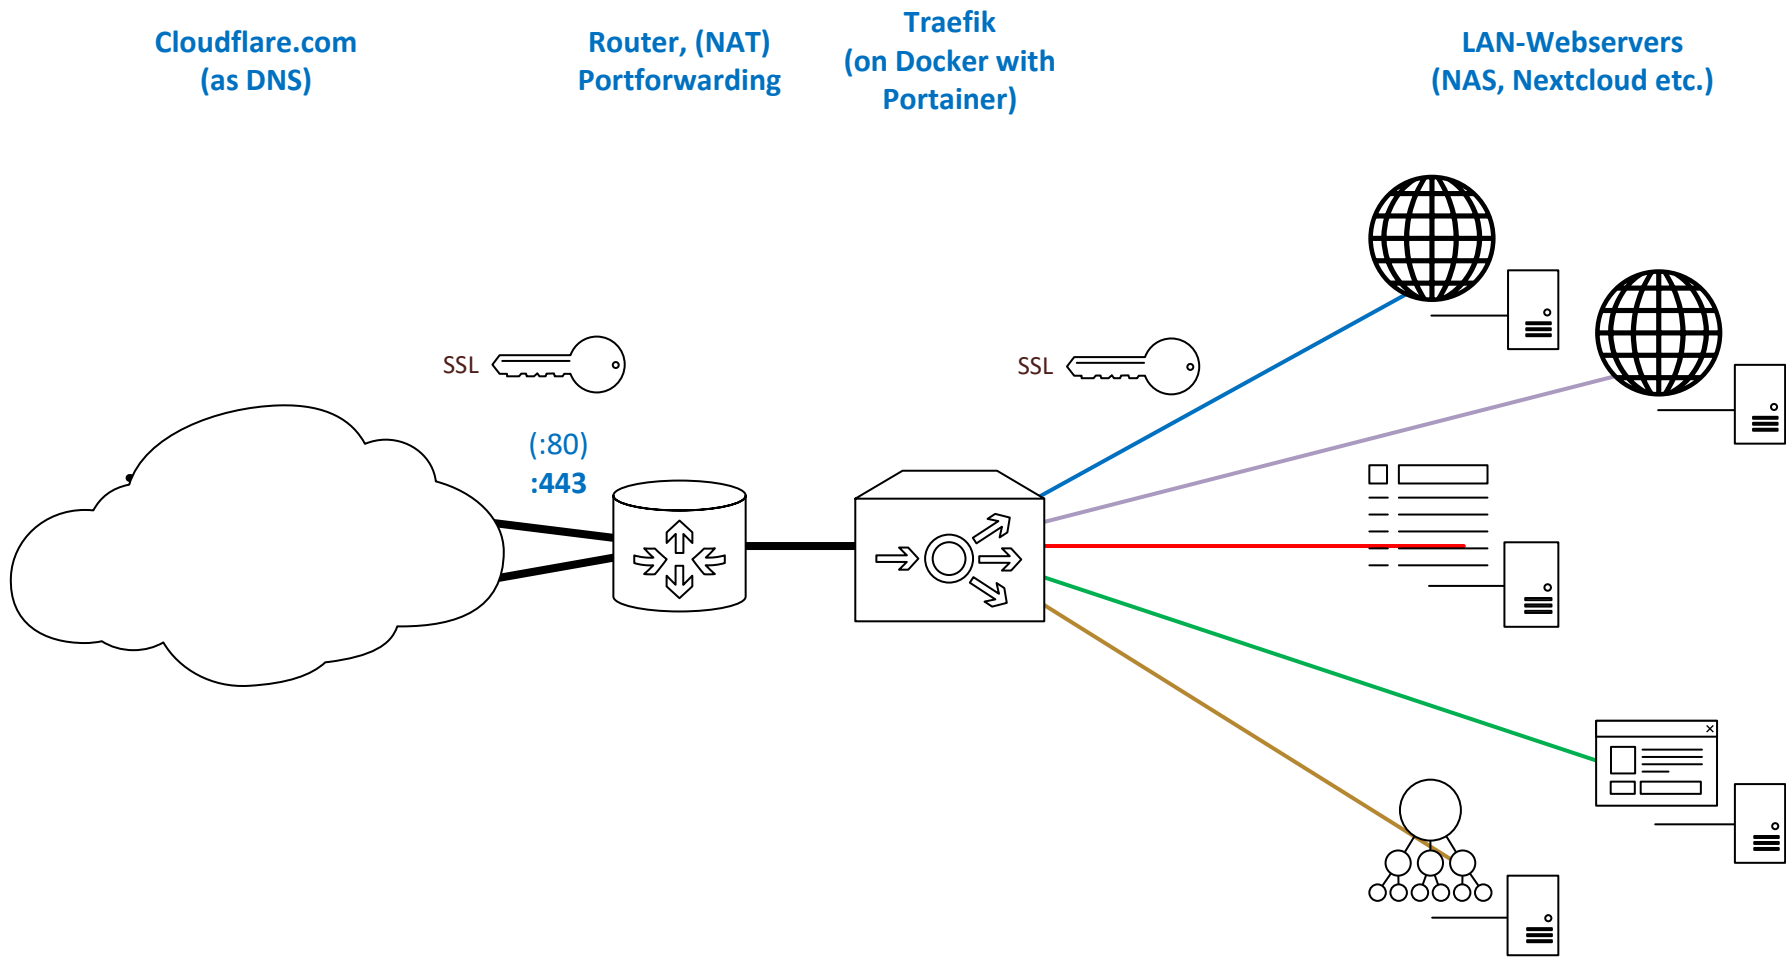 Cloudflare.com
(as DNS)
Router, (NAT)
Portforwarding
Traefik
(on Docker with
Portainer)
LAN-Webservers
(NAS, Nextcloud etc.)
SSL
SSL
(:80)
:443